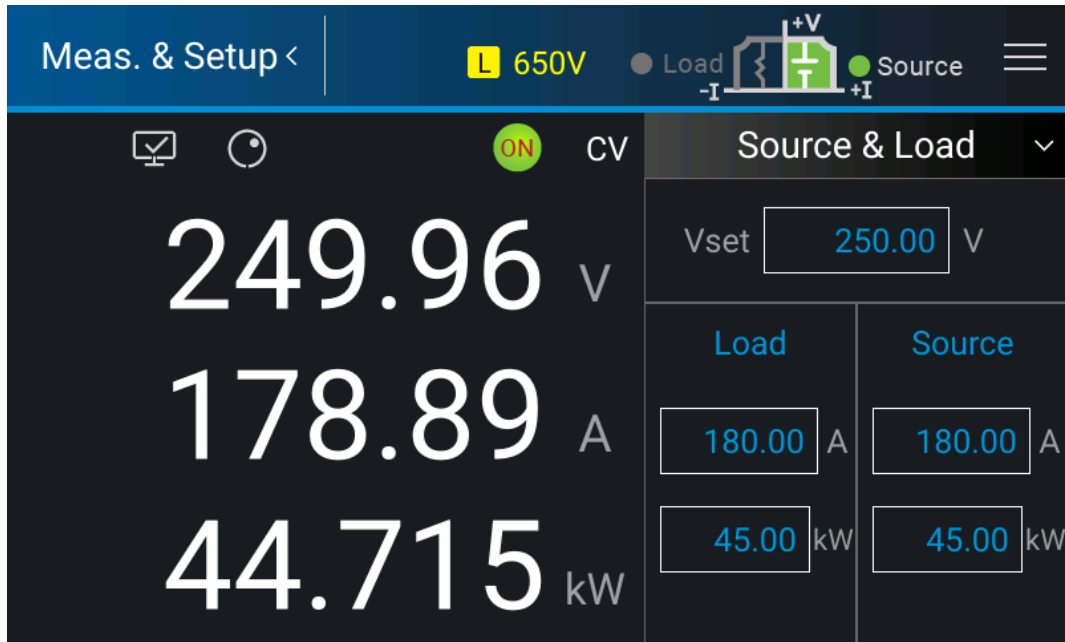 Meas. & Setup <
L 650V
Load
+V
-I
+I
Source
ON CV
249.96 V
178.89 A
44.715 kW
Source & Load
Vset 250.00 V
Load Source
180.00 A 180.00 A
45.00 kW 45.00 kW